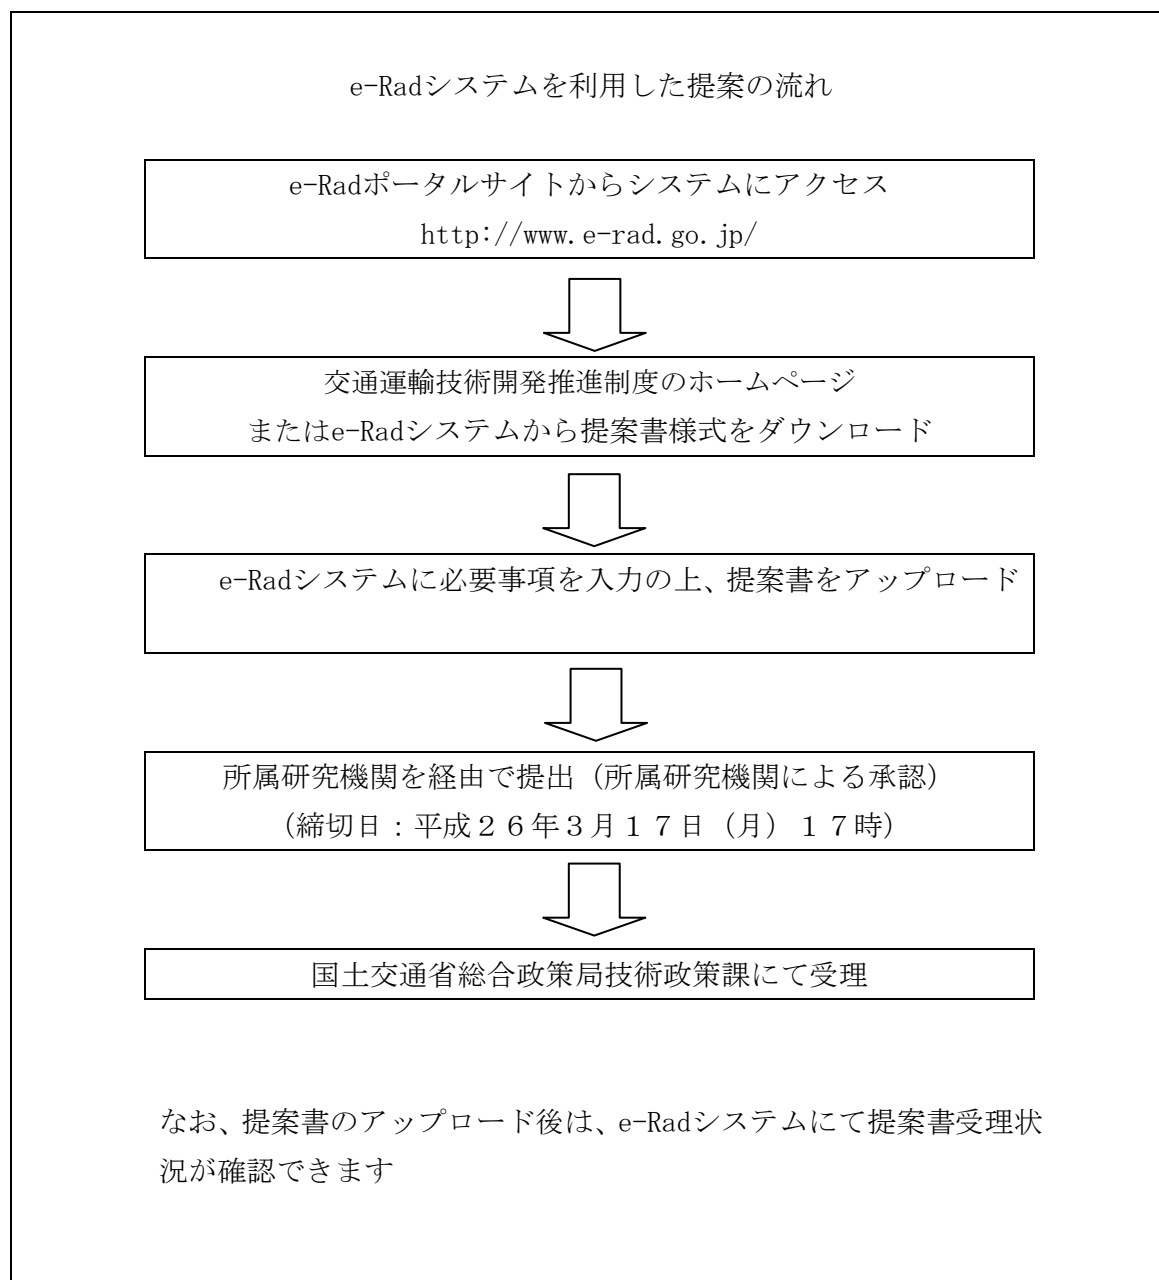 e-Radシステムを利用した提案の流れ
e-Radポータルサイトからシステムにアクセス
http://www.e-rad.go.jp/
交通運輸技術開発推進制度のホームページ
またはe-Radシステムから提案書様式をダウンロード
e-Radシステムに必要事項を入力の上、提案書をアップロード
所属研究機関を経由で提出（所属研究機関による承認）
（締切日：平成２６年３月１７日（月）１７時）
国土交通省総合政策局技術政策課にて受理
なお、提案書のアップロード後は、e-Radシステムにて提案書受理状
況が確認できます